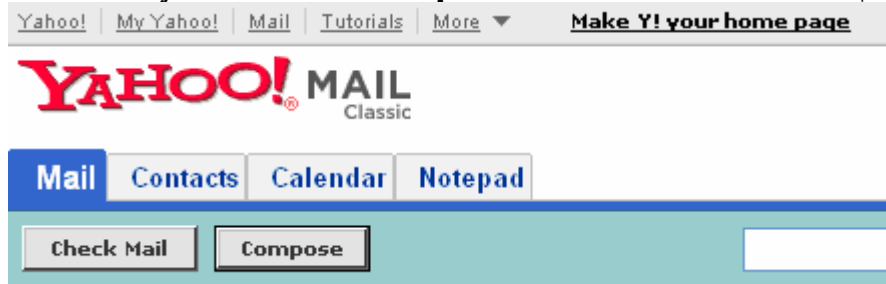 Yahoo! My Yahoo! Mail Tutorials More Make Y! your home page
YAHOO!® MAIL
Classic
Mail Contacts Calendar Notepad
Check Mail Compose